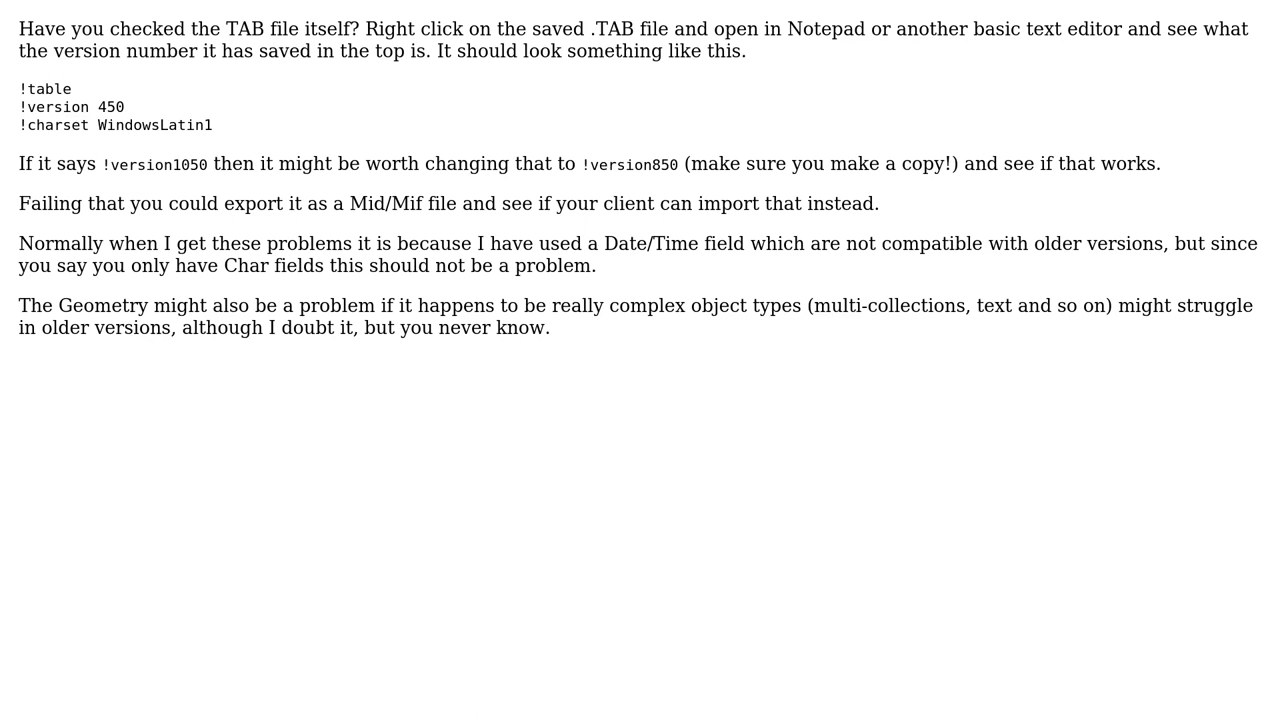 Have you checked the TAB file itself? Right click on the saved .TAB file and open in Notepad or another basic text editor and see what
the version number it has saved in the top is. It should look something like this.
!table
!version 450
!charset WindowsLatin1
If it says !version1050 then it might be worth changing that to !version850 (make sure you make a copy!) and see if that works.
Failing that you could export it as a Mid/Mif file and see if your client can import that instead.
Normally when I get these problems it is because I have used a Date/Time field which are not compatible with older versions, but since
you say you only have Char fields this should not be a problem.
The Geometry might also be a problem if it happens to be really complex object types (multi-collections, text and so on) might struggle
in older versions, although I doubt it, but you never know.